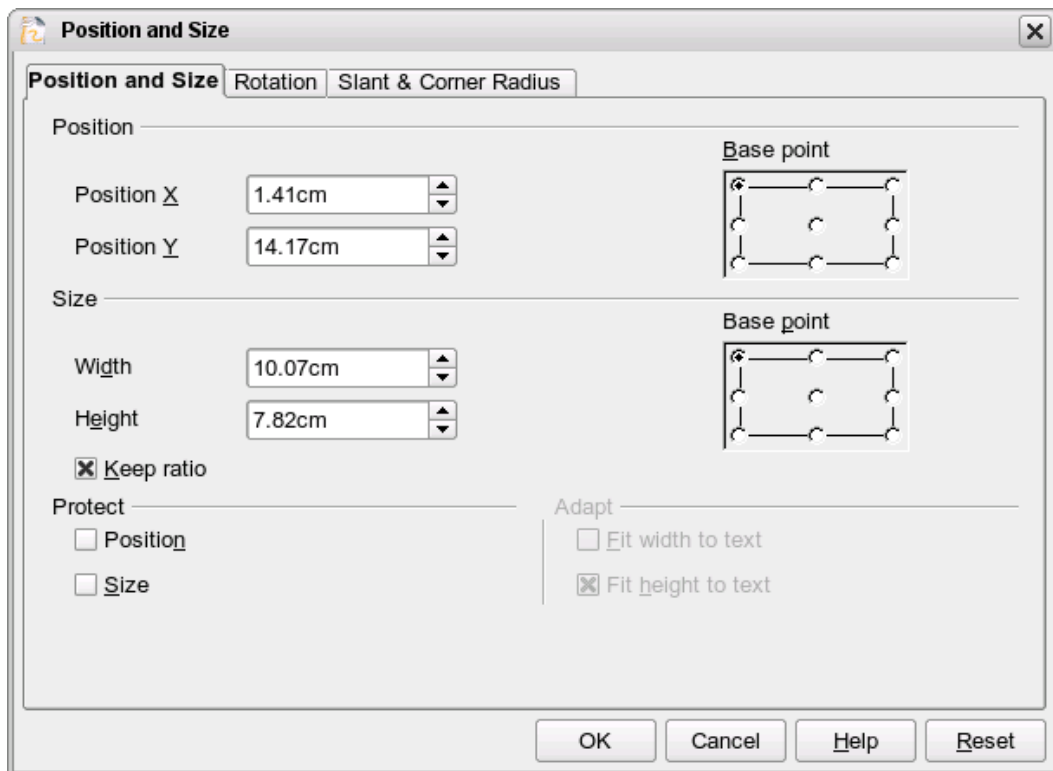 Position and Size
Position and Size Rotation Slant & Corner Radius
Position
Base point
Position X 1.41cm
Position Y 14.17cm
Size
Base point
Width 10.07cm
Height 7.82cm
Keep ratio
Protect Adapt
Position Fit width to text
Size Fit height to text
OK Cancel Help Reset